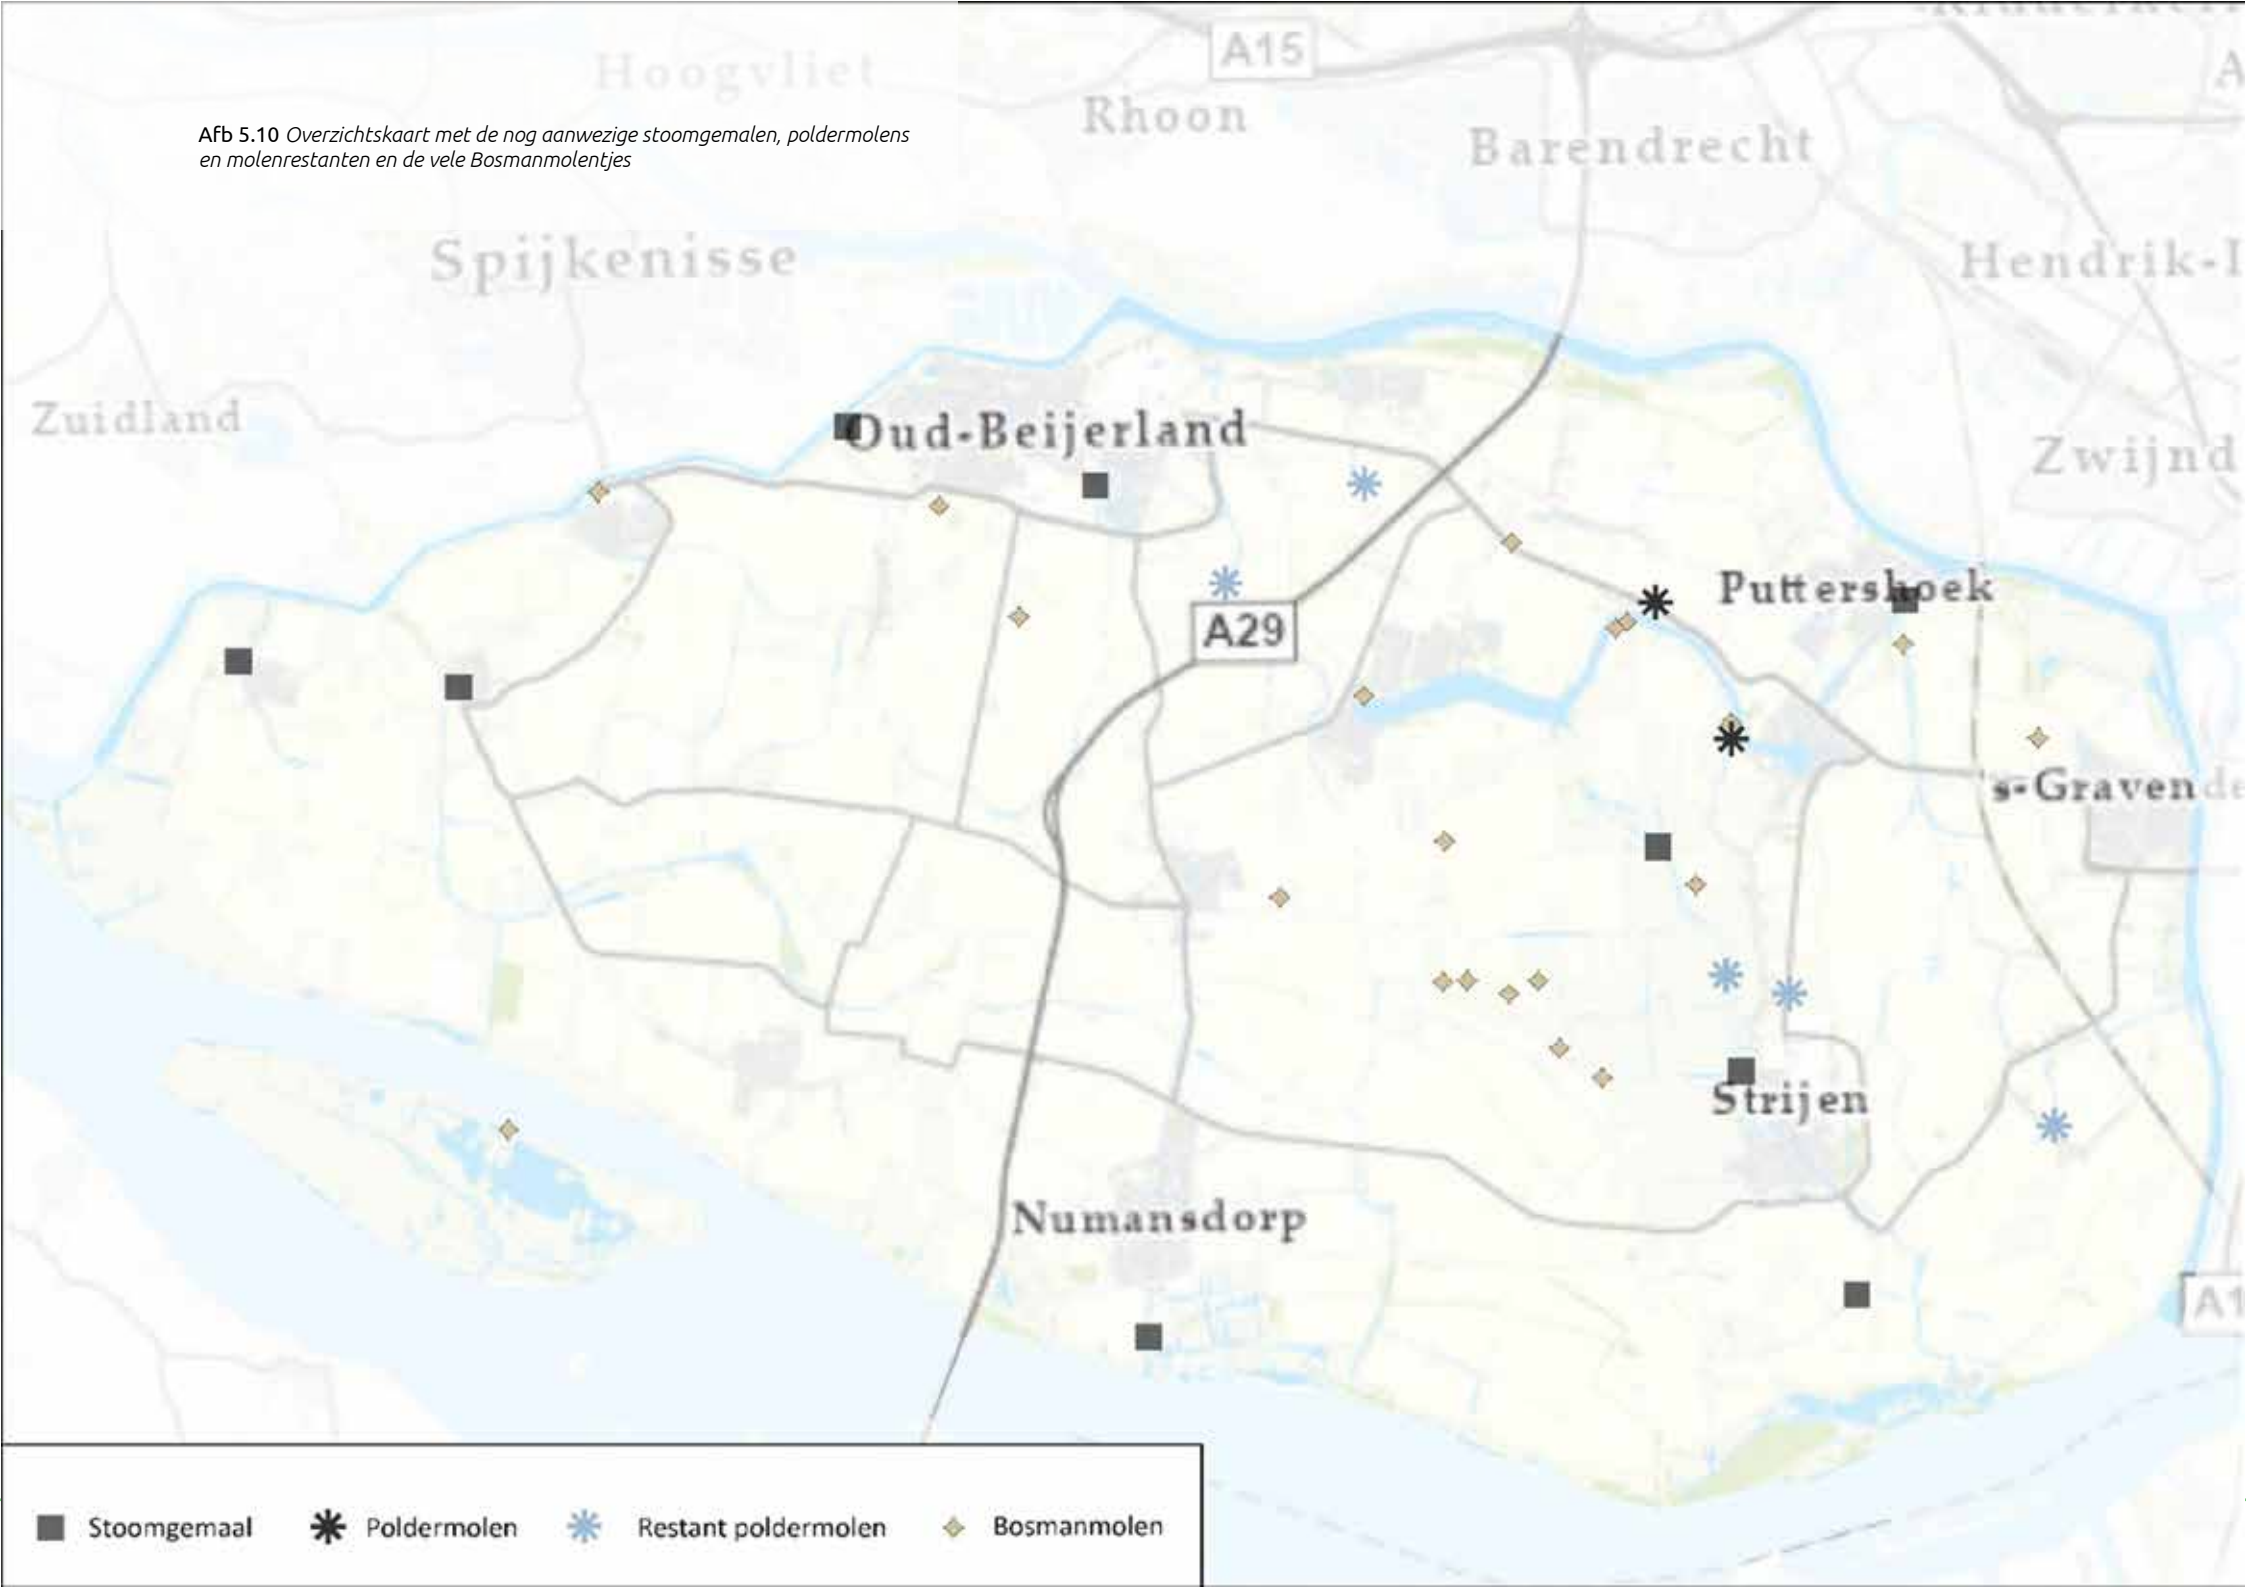 A15
Hoogvliet
Rhoon
Afb 5.10 Overzichtskaart met de nog aanwezige stoomgemalen, poldermolens
en molenrestanten en de vele Bosmanmolentjes
Barendrecht
Spijkenisse
Hendrik-I
Zuidland
Oud-Beijerland
Zwijnd
Puttershoek
A29
's-Gravende
Strijen
Numansdorp
A1
Stoomgemaal
Poldermolen
Restant poldermolen
Bosmanmolen